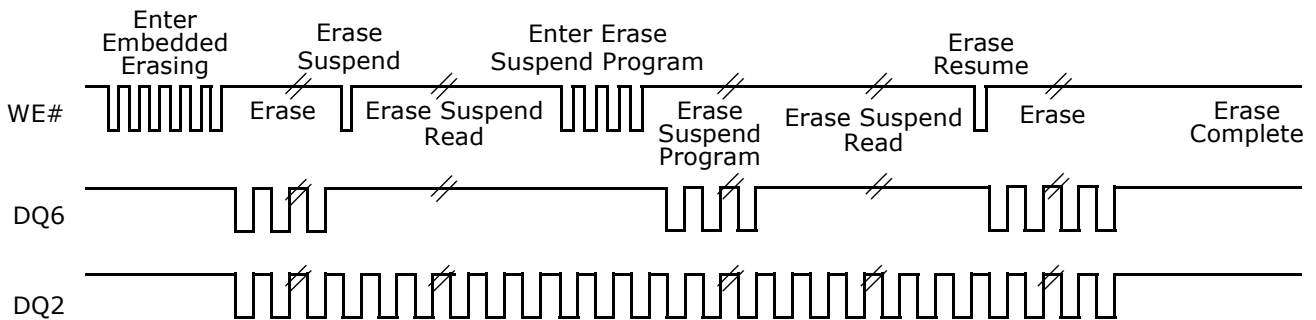 Enter
Embedded
Erasing
Erase
Suspend
Enter Erase
Suspend Program
Erase
Resume
WE#
Erase
Erase Suspend
Read
Erase
Suspend
Program
Erase Suspend
Read
Erase
Erase
Complete
DQ6
DQ2